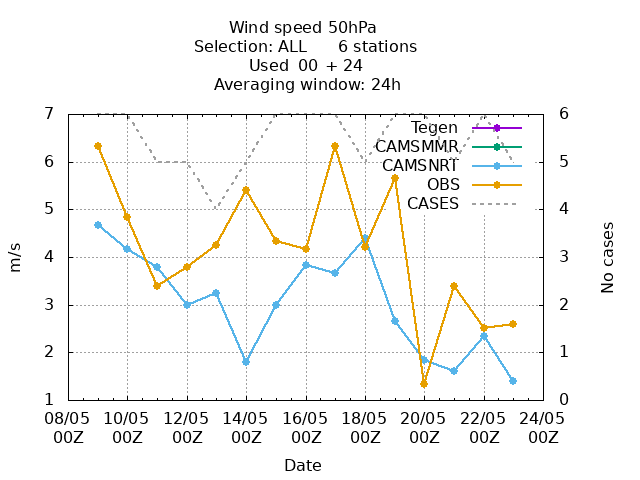 Wind speed 50hPa
Selection: ALL 6 stations
Used 00 + 24
Averaging window: 24h
7
6
5
4
3
2
1
m/s
6
5
4
3
2
1
0
No cases
Tegen
CAMSMMR
CAMSNRT
OBS
CASES
08/05 10/05 12/05 14/05 16/05 18/05 20/05 22/05 24/05
00Z 00Z 00Z 00Z 00Z 00Z 00Z 00Z 00Z
Date